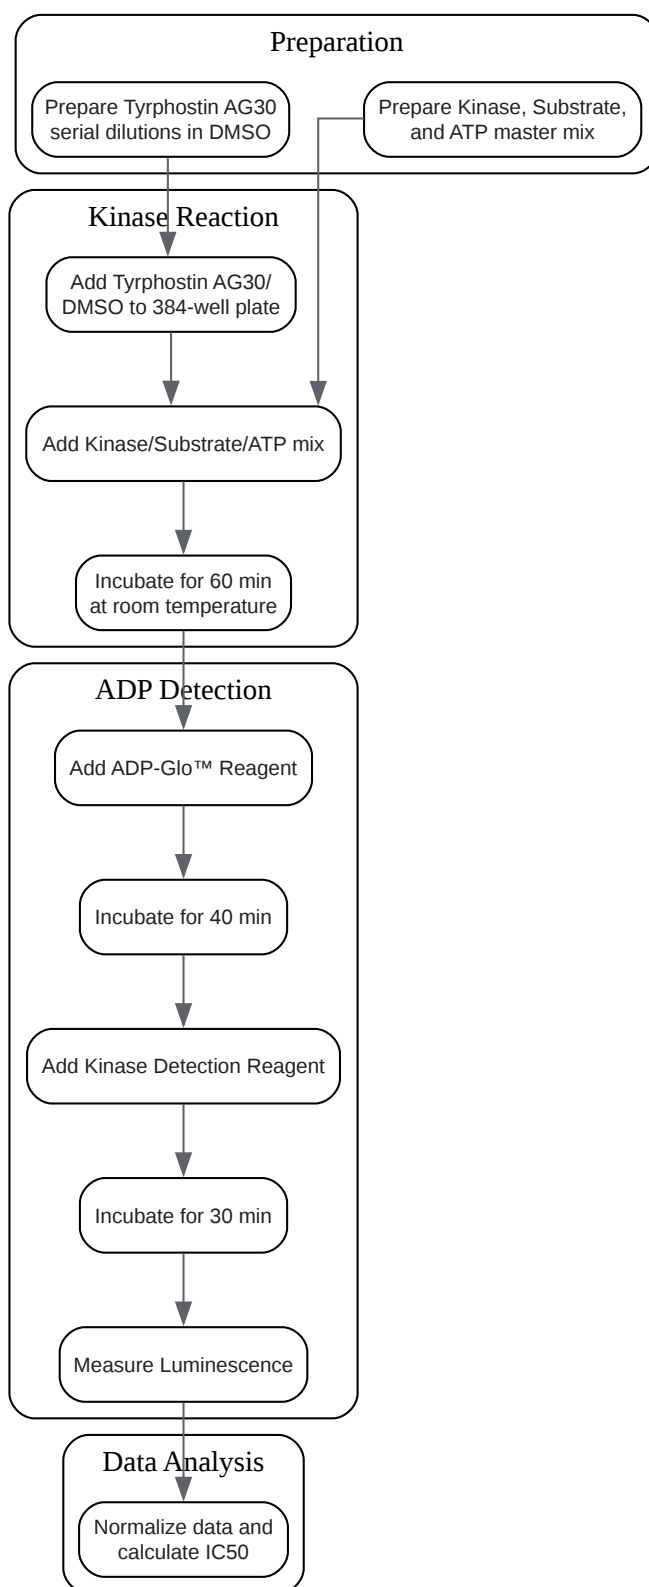 Preparation
Prepare Tyrphostin AG30
serial dilutions in DMSO
Prepare Kinase, Substrate,
and ATP master mix
Kinase Reaction
Add Tyrphostin AG30/
DMSO to 384-well plate
Add Kinase/Substrate/ATP mix
Incubate for 60 min
at room temperature
ADP Detection
Add ADP-Glo™ Reagent
Incubate for 40 min
Add Kinase Detection Reagent
Incubate for 30 min
Measure Luminescence
Data Analysis
Normalize data and
calculate IC50